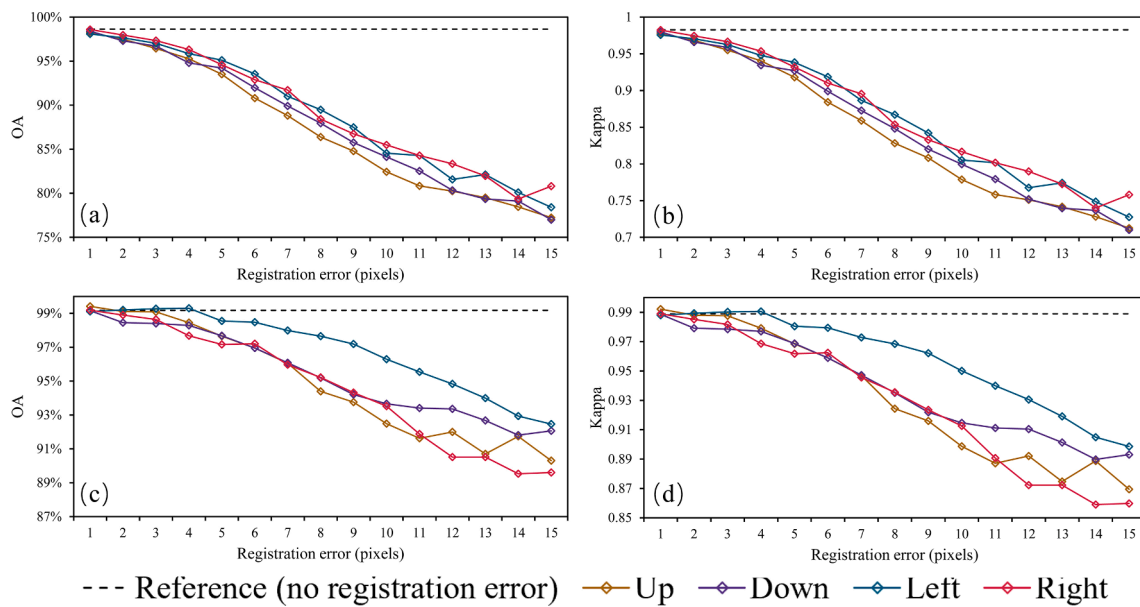 100%
95%
90%
85%
80%
75%
OA
(a)
1 2 3 4 5 6 7 8 9 10 11 12 13 14 15
Registration error (pixels)
1
0.95
0.9
0.85
0.8
0.75
0.7
Kappa
(b)
1 2 3 4 5 6 7 8 9 10 11 12 13 14 15
Registration error (pixels)
99%
97%
95%
93%
91%
89%
87%
OA
(c)
1 2 3 4 5 6 7 8 9 10 11 12 13 14 15
Registration error (pixels)
0.99
0.97
0.95
0.93
0.91
0.89
0.87
0.85
Kappa
(d)
1 2 3 4 5 6 7 8 9 10 11 12 13 14 15
Registration error (pixels)
Reference (no registration error) Up Down Left Right